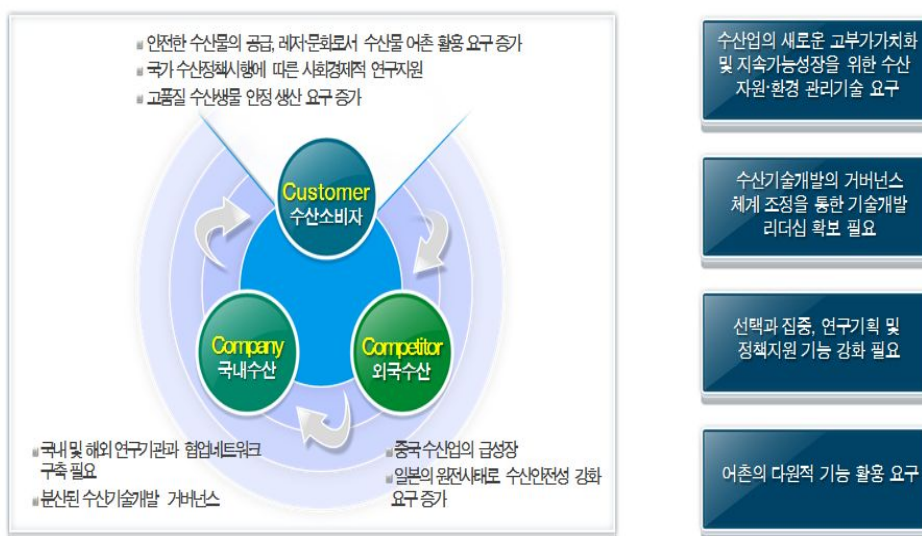 안전한 수산물의 공급, 레저·문화로서 수산물 어촌 활용 요구 증가
국가 수산정책시행에 따른 사회경제적 연구지원
고품질 수산생물 안정 생산 요구 증가
Customer
수산소비자
Company
국내수산
Competitor
외국수산
국내 및 해외 연구기관과 협업네트워크
구축 필요
분산된 수산기술개발 거버넌스
중국 수산업의 급성장
일본의 원전사태로 수산안전성 강화
요구 증가
수산업의 새로운 고부가가치화
및 지속가능성장을 위한 수산
자원·환경 관리기술 요구
수산기술개발의 거버넌스
체계 조정을 통한 기술개발
리더십 확보 필요
선택과 집중, 연구기획 및
정책지원 기능 강화 필요
어촌의 다원적 기능 활용 요구